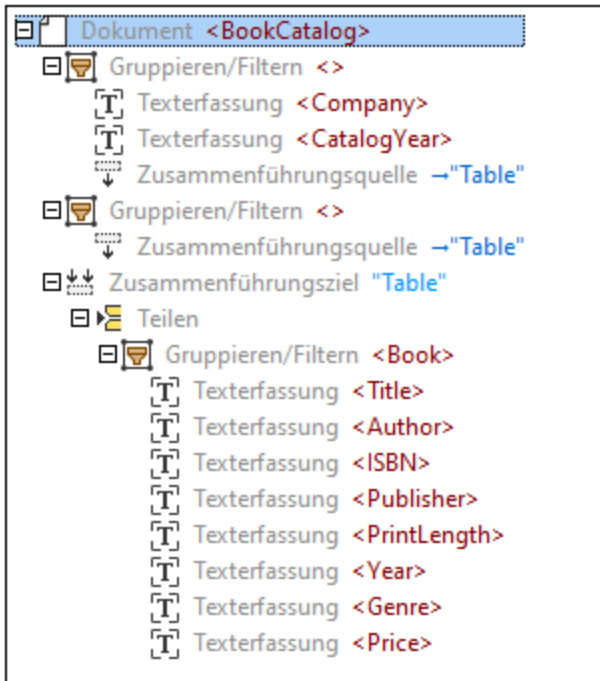 Dokument <BookCatalog>
Gruppieren/Filtern <>
Texterfassung <Company>
Texterfassung <CatalogYear>
Zusammenführungsquelle →"Table"
Gruppieren/Filtern <>
Zusammenführungsquelle →"Table"
Zusammenführungsziel "Table"
Teilen
Gruppieren/Filtern <Book>
Texterfassung <Title>
Texterfassung <Author>
Texterfassung <ISBN>
Texterfassung <Publisher>
Texterfassung <PrintLength>
Texterfassung <Year>
Texterfassung <Genre>
Texterfassung <Price>